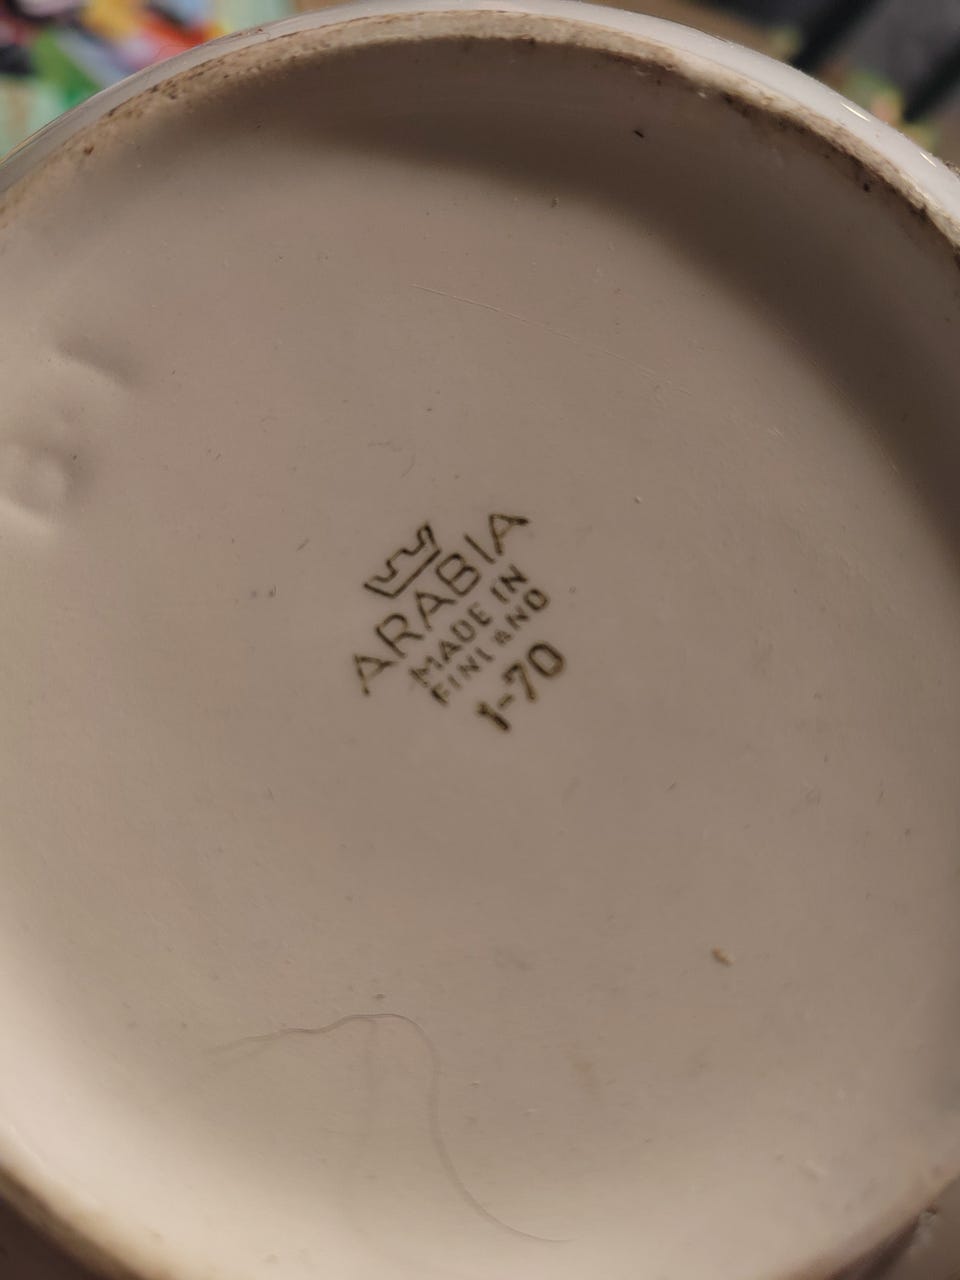 ARABIA
MADE IN
FINLAND
1-70